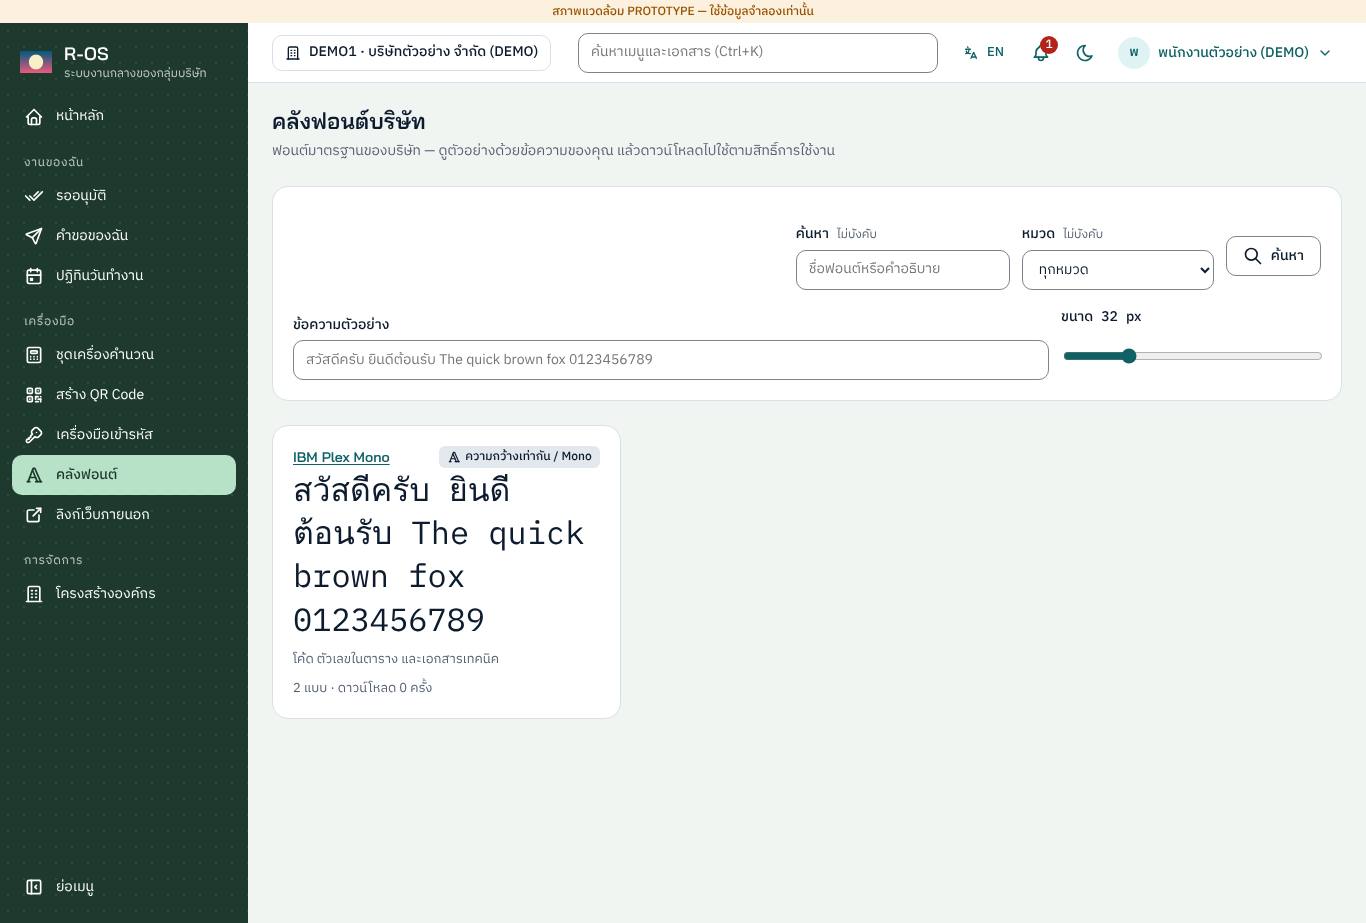 สภาพแวดล้อม PROTOTYPE — ใช้ข้อมูลจำลองเท่านั้น
R-OS
ระบบงานกลางของกลุ่มบริษัท
หน้าหลัก
งานของฉัน
รออนุมัติ
คำขอของฉัน
ปฏิทินวันทำงาน
เครื่องมือ
ชุดเครื่องคำนวณ
สร้าง QR Code
เครื่องมือเข้ารหัส
คลังฟอนต์
ลิงก์เว็บภายนอก
การจัดการ
โครงสร้างองค์กร
ย่อเมนู
DEMO1 · บริษัทตัวอย่าง จำกัด (DEMO)
ค้นหาเมนูและเอกสาร (Ctrl+K)
EN
1
พ
พนักงานตัวอย่าง (DEMO)
คลังฟอนต์บริษัท
ฟอนต์มาตรฐานของบริษัท — ดูตัวอย่างด้วยข้อความของคุณ แล้วดาวน์โหลดไปใช้ตามสิทธิ์การใช้งาน
ค้นหา ไม่บังคับ
ชื่อฟอนต์หรือคำอธิบาย
หมวด ไม่บังคับ
ทุกหมวด
ค้นหา
ข้อความตัวอย่าง
สวัสดีครับ ยินดีต้อนรับ The quick brown fox 0123456789
ขนาด 32 px
IBM Plex Mono
ความกว้างเท่ากัน / Mono
สวัสดีครับ ยินดี
ต้อนรับ The quick
brown fox
0123456789
โค้ด ตัวเลขในตาราง และเอกสารเทคนิค
2 แบบ · ดาวน์โหลด 0 ครั้ง